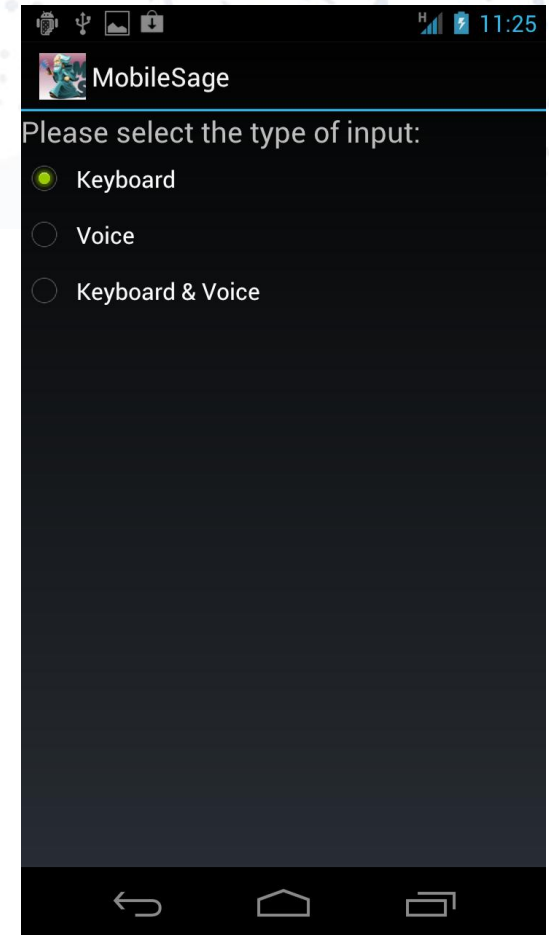 H 11:25
MobileSage
Please select the type of input:
Keyboard
Voice
Keyboard & Voice